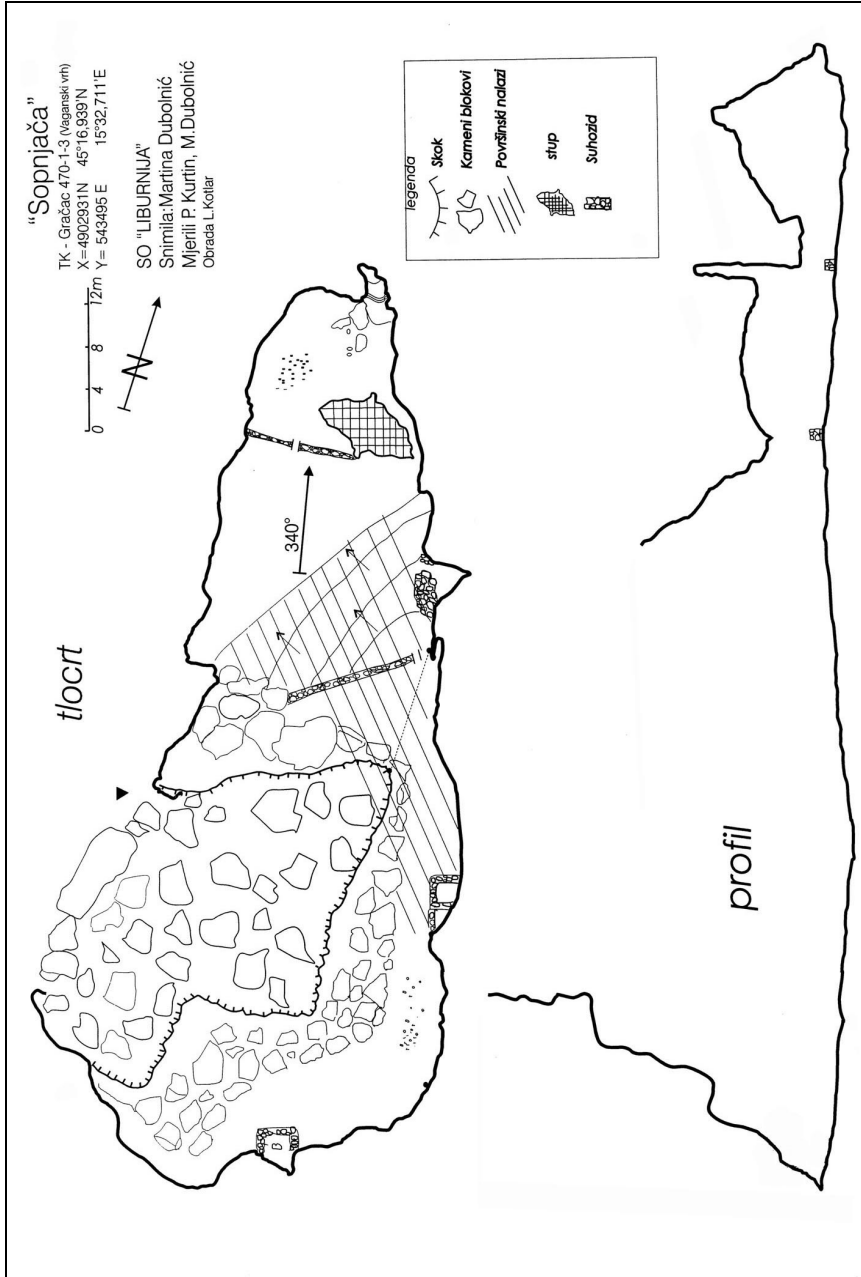 "Sopnjača"
TK - Gračac 470-1-3 (Vaganski vrh)
X=4902931N 45°16,939'N
Y= 543495 E 15°32,711'E
SO "LIBURNIJA"
Snimila:Martina Dubolnić
Mjerili P. Kurtin, M.Dubolnić
Obrada L.Kotlar
0 4 8 12m
N
tlocrt
340°
B
legenda
Skok
Kameni blokovi
Površinski nalazi
stup
Suhozid
profil